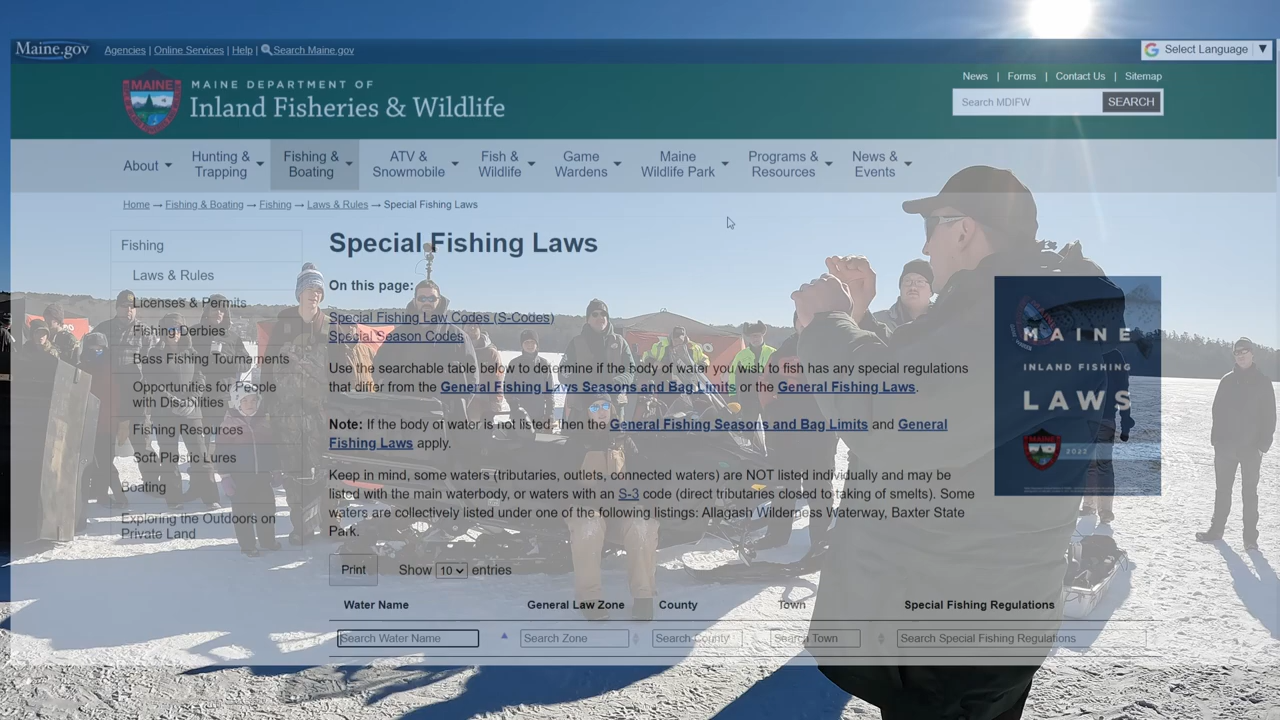 Maine.gov
Agencies | Online Services | Help | Search Maine.gov
Select Language ▼
MAINE
MAINE DEPARTMENT OF
Inland Fisheries & Wildlife
News | Forms | Contact Us | Sitemap
Search MDIFW
SEARCH
About
Hunting &
Trapping
Fishing &
Boating
ATV &
Snowmobile
Fish &
Wildlife
Game
Wardens
Maine
Wildlife Park
Programs &
Resources
News &
Events
Home → Fishing & Boating → Fishing → Laws & Rules → Special Fishing Laws
Fishing
Laws & Rules
Licenses & Permits
Fishing Derbies
Bass Fishing Tournaments
Opportunities for People
with Disabilities
Fishing Resources
Soft Plastic Lures
Boating
Exploring the Outdoors on
Private Land
Special Fishing Laws
On this page:
Special Fishing Law Codes (S-Codes)
Special Season Codes
Use the searchable table below to determine if the body of water you wish to fish has any special regulations
that differ from the General Fishing Laws Seasons and Bag Limits or the General Fishing Laws.
Note: If the body of water is not listed, then the General Fishing Seasons and Bag Limits and General
Fishing Laws apply.
Keep in mind, some waters (tributaries, outlets, connected waters) are NOT listed individually and may be
listed with the main waterbody, or waters with an S-3 code (direct tributaries closed to taking of smelts). Some
waters are collectively listed under one of the following listings: Allagash Wilderness Waterway, Baxter State
Park.
MAINE
INLAND FISHING
LAWS
2022
Print
Show 10 entries
Water Name
General Law Zone
County
Town
Special Fishing Regulations
Search Water Name
Search Zone
Search County
Search Town
Search Special Fishing Regulations